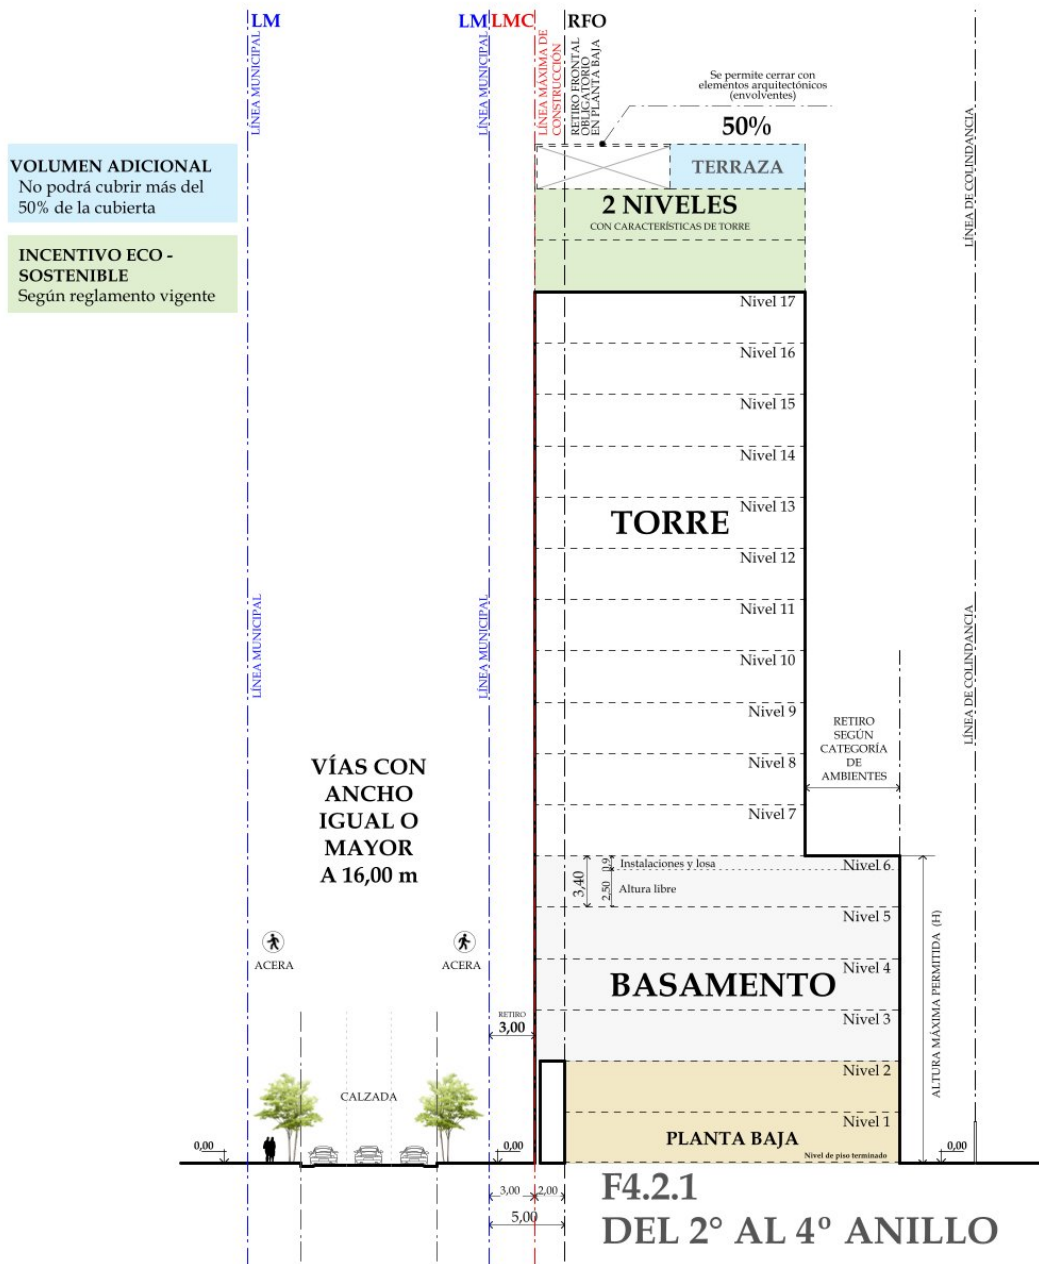 LM
LM
LMC
RFO
LÍNEA MUNICIPAL
LÍNEA MUNICIPAL
LÍNEA MÁXIMA DE
CONSTRUCCIÓN
RETIRO FRONTAL
OBLIGATORIO
EN PLANTA BAJA
LÍNEA DE COLINDANCIA
Se permite cerrar con
elementos arquitectónicos
(envolventes)
50%
VOLUMEN ADICIONAL
No podrá cubrir más del
50% de la cubierta
TERRAZA
INCENTIVO ECO -
SOSTENIBLE
Según reglamento vigente
2 NIVELES
CON CARACTERÍSTICAS DE TORRE
Nivel 17
Nivel 16
Nivel 15
Nivel 14
Nivel 13
TORRE
Nivel 12
Nivel 11
Nivel 10
Nivel 9
Nivel 8
Nivel 7
LÍNEA MUNICIPAL
LÍNEA MUNICIPAL
LÍNEA DE COLINDANCIA
RETIRO
SEGÚN
CATEGORÍA
DE
AMBIENTES
VÍAS CON
ANCHO
IGUAL O
MAYOR
A 16,00 m
3,40
0,9
Instalaciones y losa
2,50
Altura libre
Nivel 6
Nivel 5
Nivel 4
BASAMENTO
Nivel 3
Nivel 2
Nivel 1
PLANTA BAJA
Nivel de piso terminado
ALTURA MÁXIMA PERMITIDA (H)
ACERA
ACERA
RETIRO
3,00
CALZADA
0,00
0,00
0,00
3,00
2,00
5,00
F4.2.1
DEL 2° AL 4° ANILLO